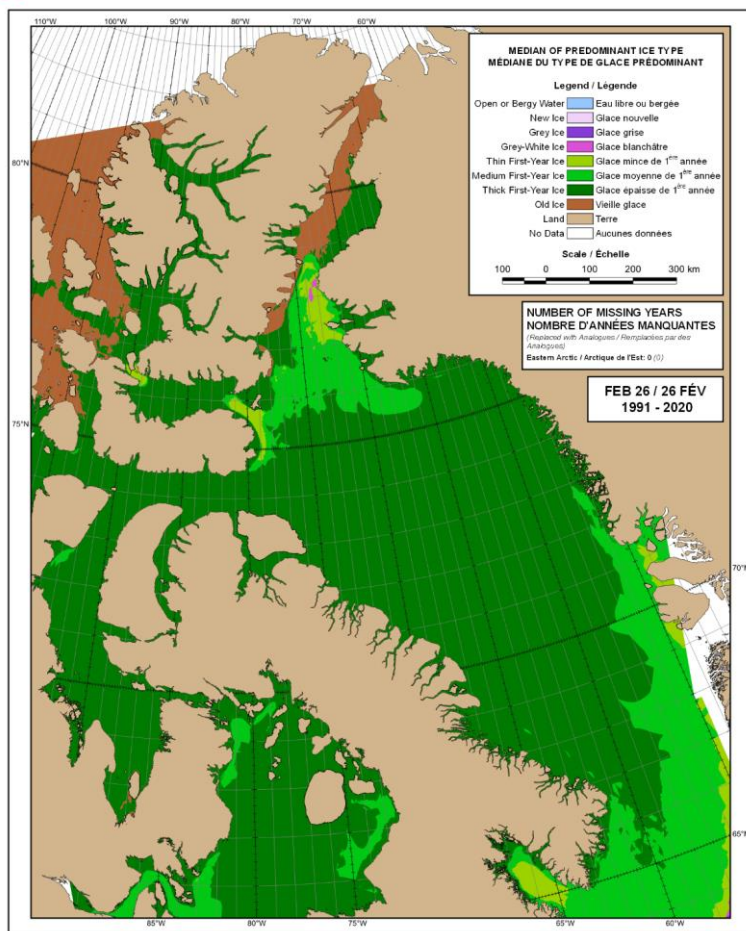 110°W 100°W 90°W 80°W 70°W 60°W
MEDIAN OF PREDOMINANT ICE TYPE
MÉDIANE DU TYPE DE GLACE PRÉDOMINANT
Legend / Légende
Open or Bergy Water Eau libre ou bergée
New Ice Glace nouvelle
Grey Ice Glace grise
Grey-White Ice Glace blanchâtre
Thin First-Year Ice Glace mince de 1ère année
Medium First-Year Ice Glace moyenne de 1ère année
Thick First-Year Ice Glace épaisse de 1ère année
Old Ice Vieille glace
Land Terre
No Data Aucunes données
Scale / Échelle
100 0 100 200 300 km
80°N
NUMBER OF MISSING YEARS
NOMBRE D'ANNÉES MANQUANTES
(Replaced with Analogues / Remplacées par des
Analogues)
Eastern Arctic / Arctique de l'Est: 0 (0)
FEB 26 / 26 FÉV
1991 - 2020
75°N
70°N
65°N
85°W 80°W 75°W 65°W 60°W